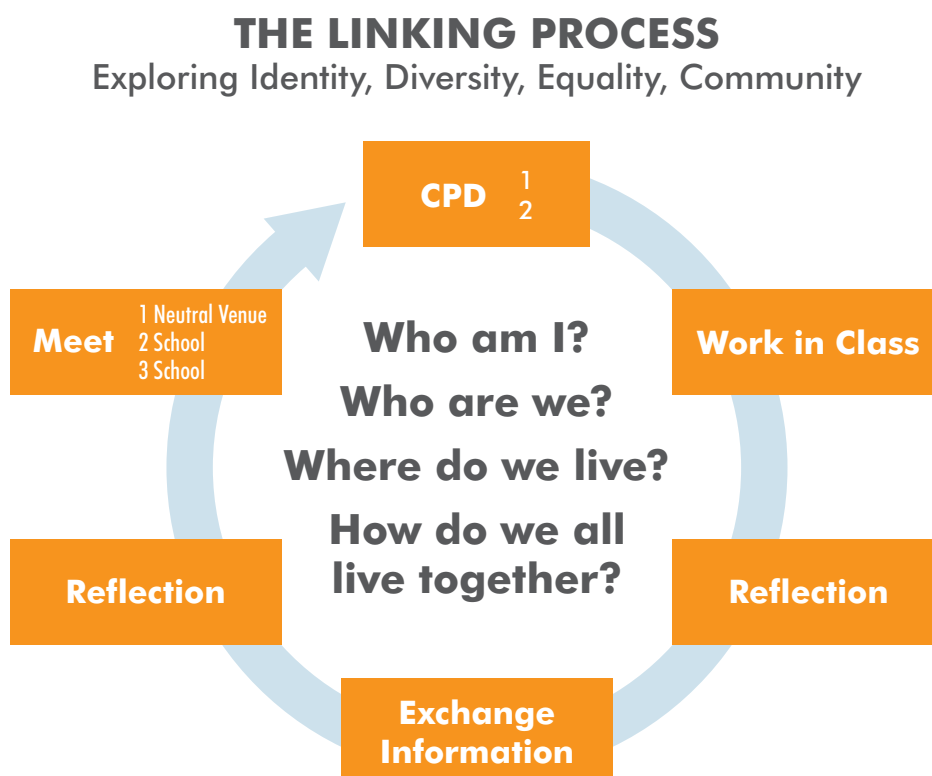 THE LINKING PROCESS
Exploring Identity, Diversity, Equality, Community
CPD
1
2
Work in Class
Reflection
Exchange
Information
Reflection
Meet
1 Neutral Venue
2 School
3 School
Who am I?
Who are we?
Where do we live?
How do we all
live together?